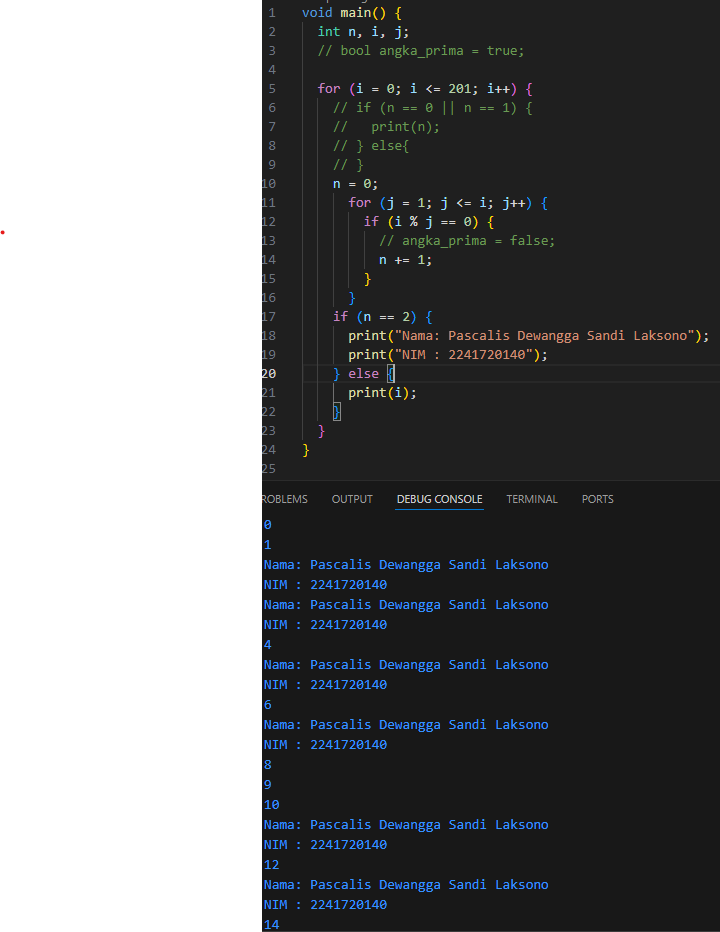 1 void main() {
2 int n, i, j;
3 // bool angka_prima = true;
4
5 for (i = 0; i <= 201; i++) {
6 // if (n == 0 || n == 1) {
7 //   print(n);
8 // } else{
9 // }
10 n = 0;
11 for (j = 1; j <= i; j++) {
12 if (i % j == 0) {
13 // angka_prima = false;
14 n += 1;
15 }
16 }
17 if (n == 2) {
18 print("Nama: Pascalis Dewangga Sandi Laksono");
19 print("NIM : 2241720140");
20 } else {
21 print(i);
22 }
23 }
24 }
25
ROBLEMS OUTPUT DEBUG CONSOLE TERMINAL PORTS
0
1
Nama: Pascalis Dewangga Sandi Laksono
NIM : 2241720140
Nama: Pascalis Dewangga Sandi Laksono
NIM : 2241720140
4
Nama: Pascalis Dewangga Sandi Laksono
NIM : 2241720140
6
Nama: Pascalis Dewangga Sandi Laksono
NIM : 2241720140
8
9
10
Nama: Pascalis Dewangga Sandi Laksono
NIM : 2241720140
12
Nama: Pascalis Dewangga Sandi Laksono
NIM : 2241720140
14